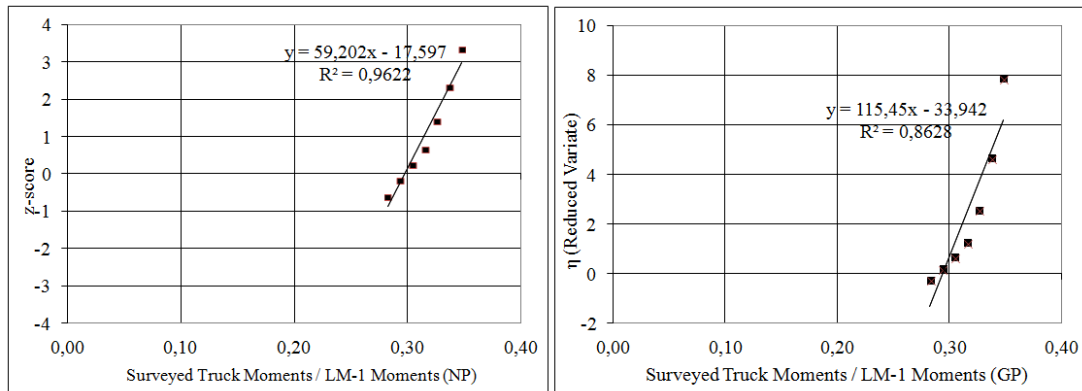 4
3
2
1
0
-1
-2
-3
-4
z-score
y = 59,202x - 17,597
R² = 0,9622
0,00 0,10 0,20 0,30 0,40
Surveyed Truck Moments / LM-1 Moments (NP)
10
8
6
4
2
0
-2
η (Reduced Variate)
y = 115,45x - 33,942
R² = 0,8628
0,00 0,10 0,20 0,30 0,40
Surveyed Truck Moments / LM-1 Moments (GP)